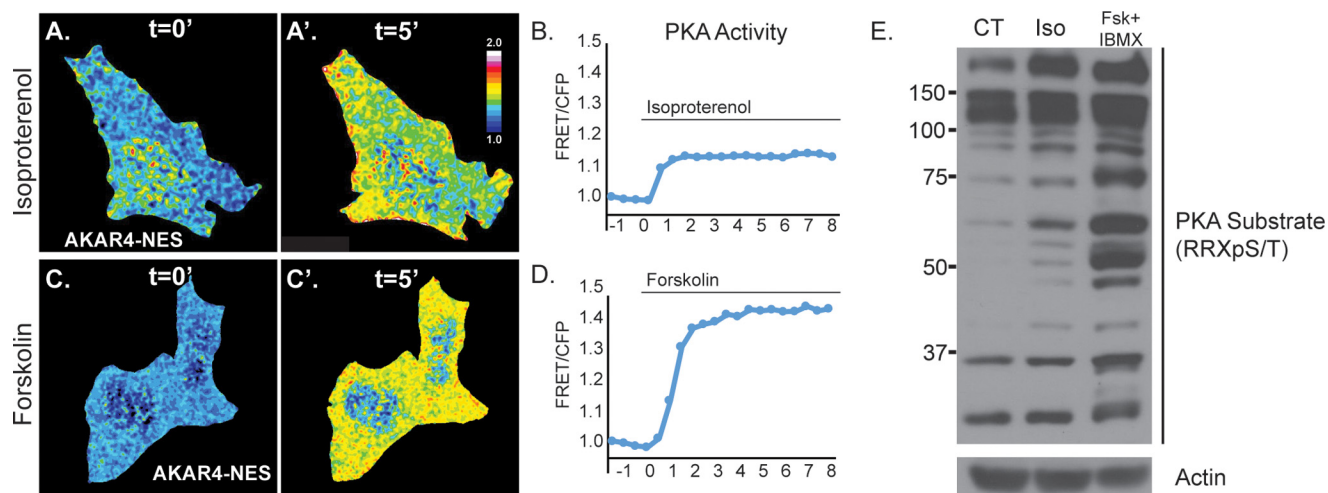 A. t=0'
A'. t=5'
2.0
1.0
Isoproterenol
AKAR4-NES
B. PKA Activity
1.5
1.4
1.3
1.2
1.1
1.0
FRET/CFP
Isoproterenol
-1 0 1 2 3 4 5 6 7 8
C. t=0'
C'. t=5'
Forskolin
AKAR4-NES
D.
1.5
1.4
1.3
1.2
1.1
1.0
FRET/CFP
Forskolin
-1 0 1 2 3 4 5 6 7 8
E.
CT Iso Fsk+
IBMX
150
100
75
50
37
PKA Substrate
(RRXpS/T)
Actin